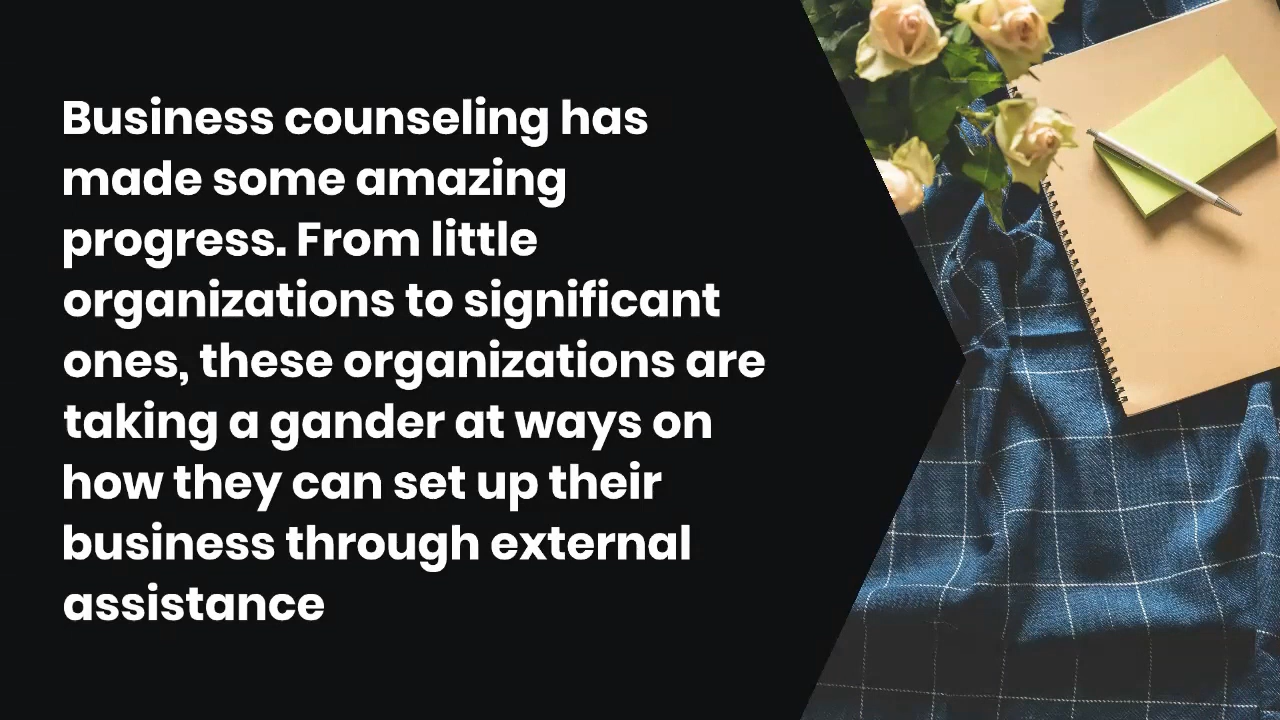 Business counseling has
made some amazing
progress. From little
organizations to significant
ones, these organizations are
taking a gander at ways on
how they can set up their
business through external
assistance